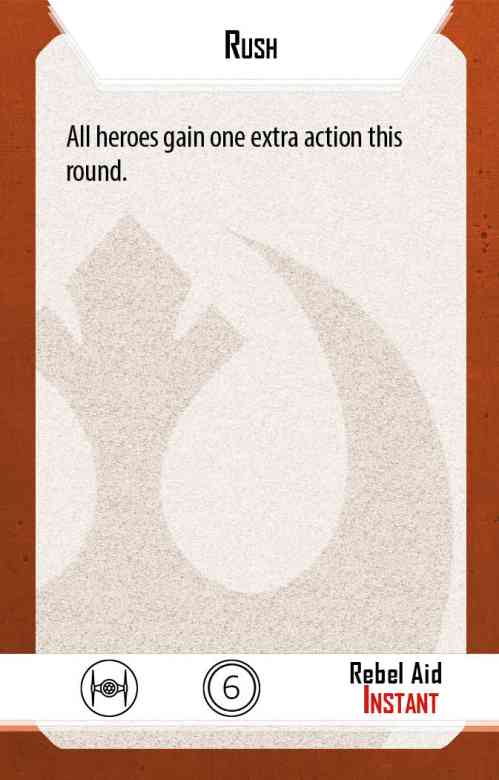 Rush
All heroes gain one extra action this
round.
6
Rebel Aid
Instant